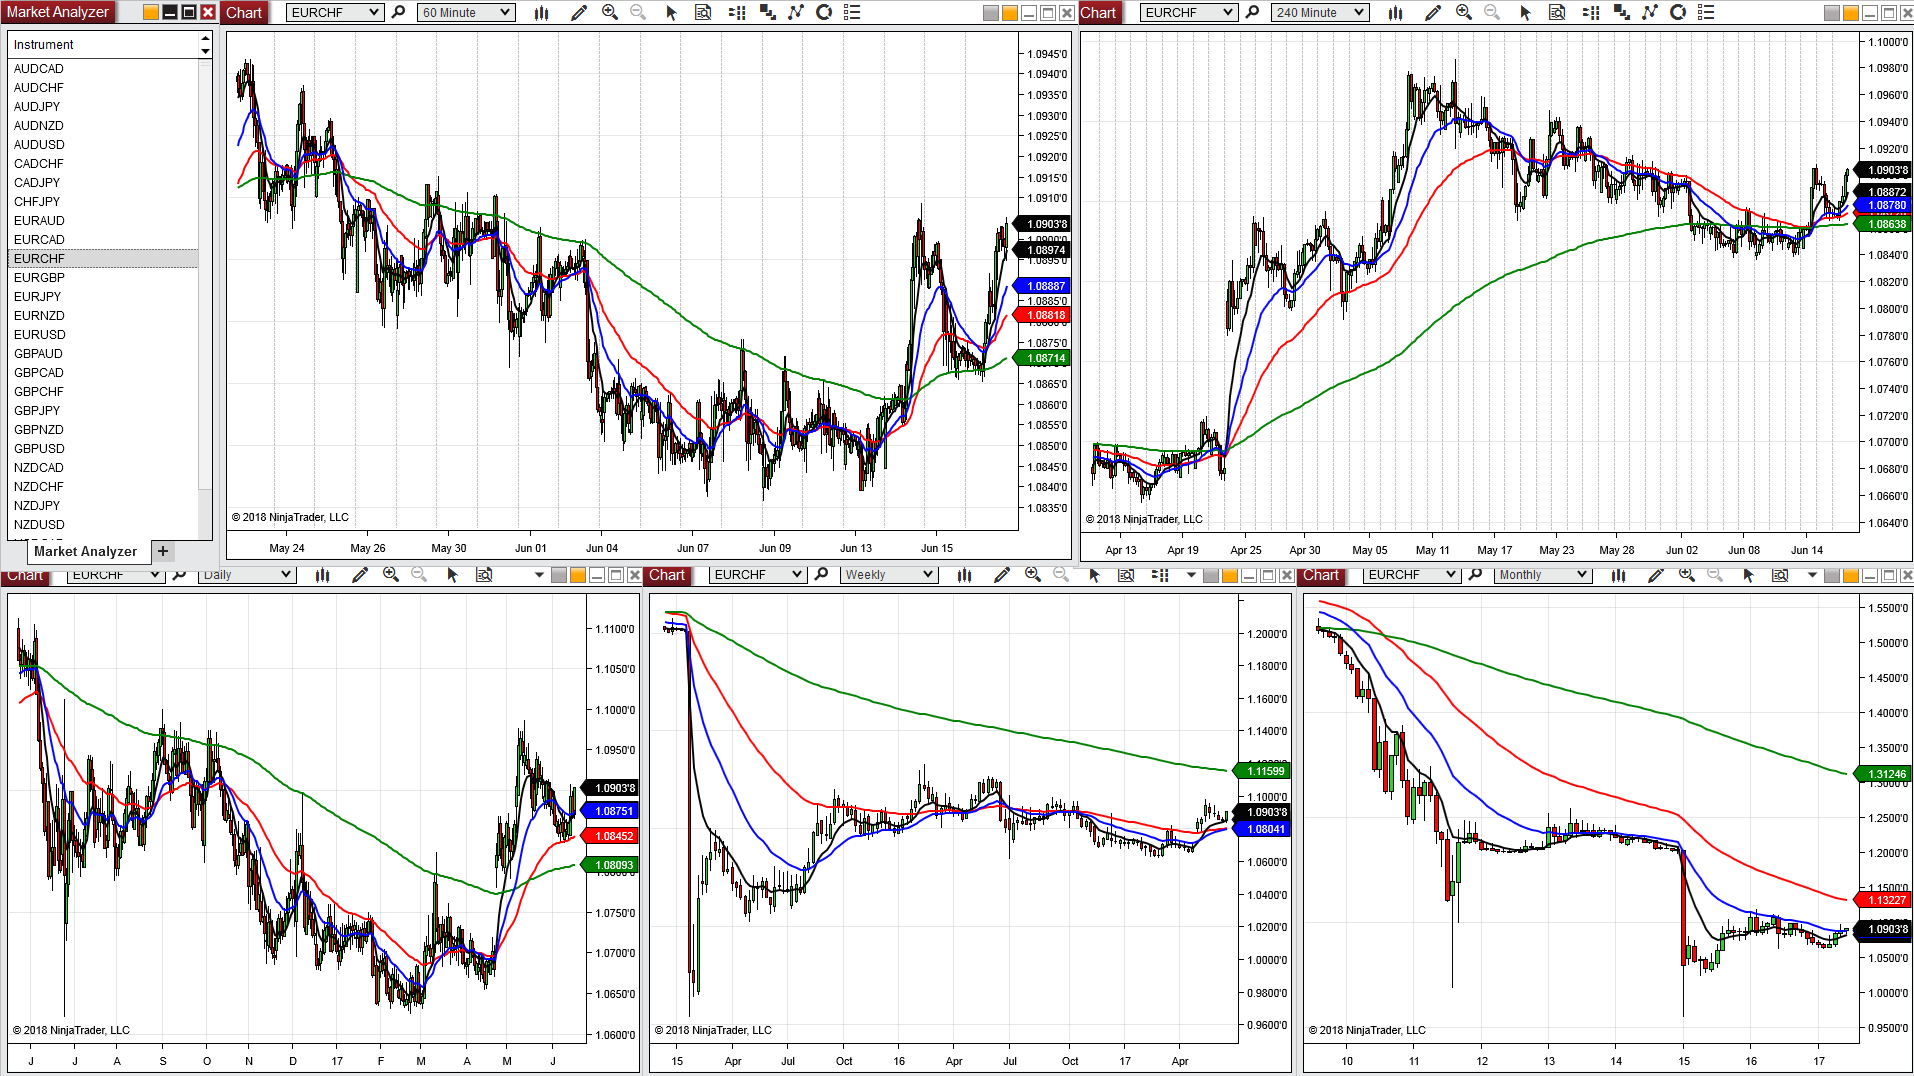 Market Analyzer
Instrument
AUDCAD
AUDCHF
AUDJPY
AUDNZD
AUDUSD
CADCHF
CADJPY
CHFJPY
EURAUD
EURCAD
EURCHF
EURGBP
EURJPY
EURNZD
EURUSD
GBPAUD
GBPCAD
GBPCHF
GBPJPY
GBPNZD
GBPUSD
NZDCAD
NZDCHF
NZDJPY
NZDUSD
Market Analyzer +
Chart EURCHF 60 Minute
1.0945'0
1.0940'0
1.0935'0
1.0930'0
1.0925'0
1.0920'0
1.0915'0
1.0910'0
1.0903'8
1.0900'0
1.08974
1.0895'0
1.08887
1.0885'0
1.08818
1.0880'0
1.0875'0
1.08714
1.0865'0
1.0860'0
1.0855'0
1.0850'0
1.0845'0
1.0840'0
1.0835'0
© 2018 NinjaTrader, LLC
May 24 May 26 May 30 Jun 01 Jun 04 Jun 07 Jun 09 Jun 13 Jun 15
Chart EURCHF 240 Minute
1.1000'0
1.0980'0
1.0960'0
1.0940'0
1.0920'0
1.0903'8
1.08872
1.08780
1.08638
1.0840'0
1.0820'0
1.0800'0
1.0780'0
1.0760'0
1.0740'0
1.0720'0
1.0700'0
1.0680'0
1.0660'0
1.0640'0
© 2018 NinjaTrader, LLC
Apr 13 Apr 19 Apr 25 Apr 30 May 05 May 11 May 17 May 23 May 28 Jun 02 Jun 08 Jun 14
Chart EURCHF Daily
1.1100'0
1.1050'0
1.1000'0
1.0950'0
1.0903'8
1.08751
1.08452
1.08093
1.0750'0
1.0700'0
1.0650'0
1.0600'0
© 2018 NinjaTrader, LLC
J J A S O N D 17 F M A M J
Chart EURCHF Weekly
1.2000'0
1.1800'0
1.1600'0
1.1400'0
1.11599
1.1000'0
1.0903'8
1.08041
1.0600'0
1.0400'0
1.0200'0
1.0000'0
0.9800'0
0.9600'0
© 2018 NinjaTrader, LLC
15 Apr Jul Oct 16 Apr Jul Oct 17 Apr
Chart EURCHF Monthly
1.5500'0
1.5000'0
1.4500'0
1.4000'0
1.3500'0
1.31246
1.2500'0
1.2000'0
1.1500'0
1.13227
1.0903'8
1.0500'0
1.0000'0
0.9500'0
© 2018 NinjaTrader, LLC
10 11 12 13 14 15 16 17